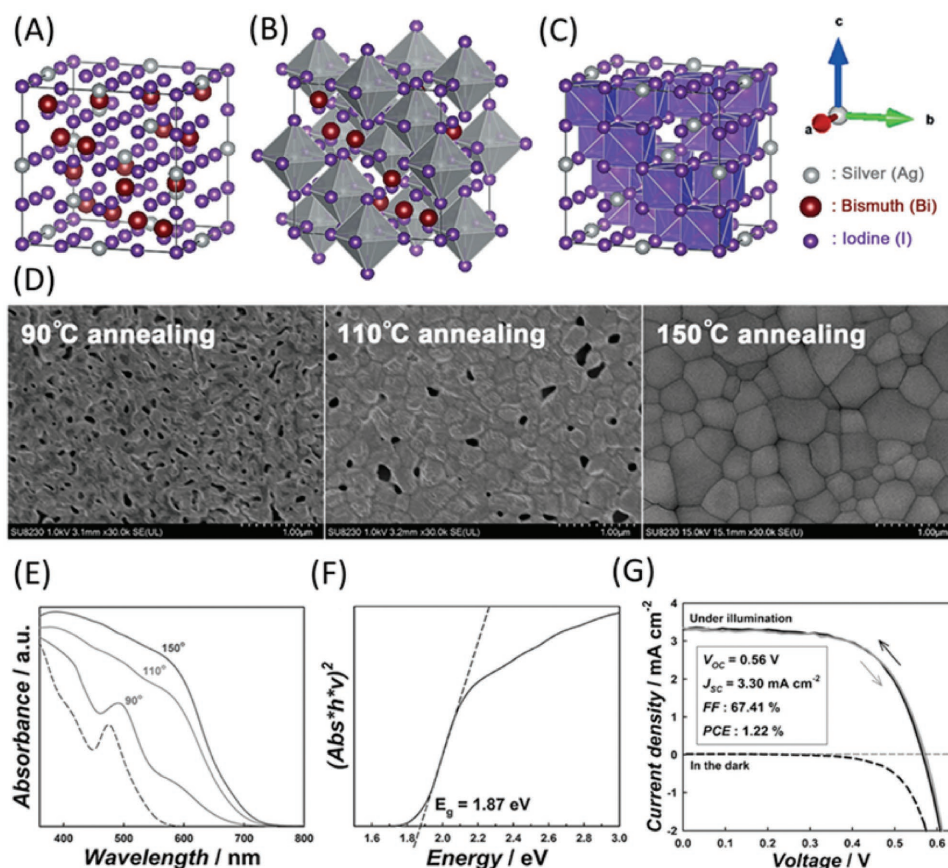 (A)
(B)
(C)
c
a
b
: Silver (Ag)
: Bismuth (Bi)
: Iodine (I)
(D)
90°C annealing
110°C annealing
150°C annealing
SU8230 1.0kV 3.1mm x30.0k SE(UL)
1.00μm
SU8230 1.0kV 3.2mm x30.0k SE(UL)
1.00μm
SU8230 15.0kV 15.1mm x30.0k SE(U)
1.00μm
(E)
Absorbance / a.u.
150°
110°
90°
400
500
600
700
800
Wavelength / nm
(F)
(Abs*h*v)²
E_g = 1.87 eV
1.6
1.8
2.0
2.2
2.4
2.6
2.8
3.0
Energy / eV
(G)
Current density / mA cm⁻²
4
3
2
1
0
-1
-2
Under illumination
V_OC = 0.56 V
J_SC = 3.30 mA cm⁻²
FF : 67.41 %
PCE : 1.22 %
In the dark
0.0
0.1
0.2
0.3
0.4
0.5
0.6
Voltage / V